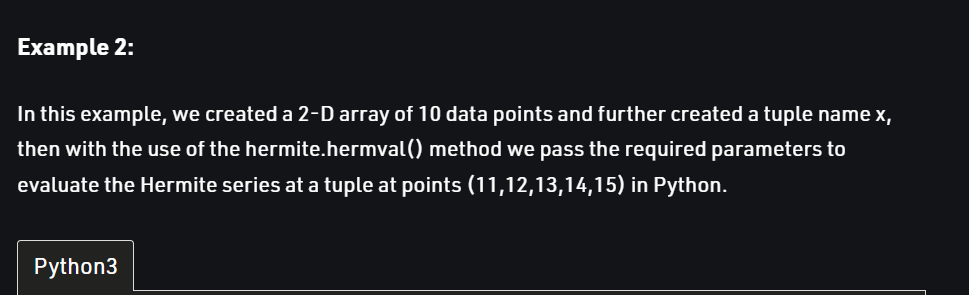 Example 2:
In this example, we created a 2-D array of 10 data points and further created a tuple name x,
then with the use of the hermite.hermval() method we pass the required parameters to
evaluate the Hermite series at a tuple at points (11,12,13,14,15) in Python.
Python3